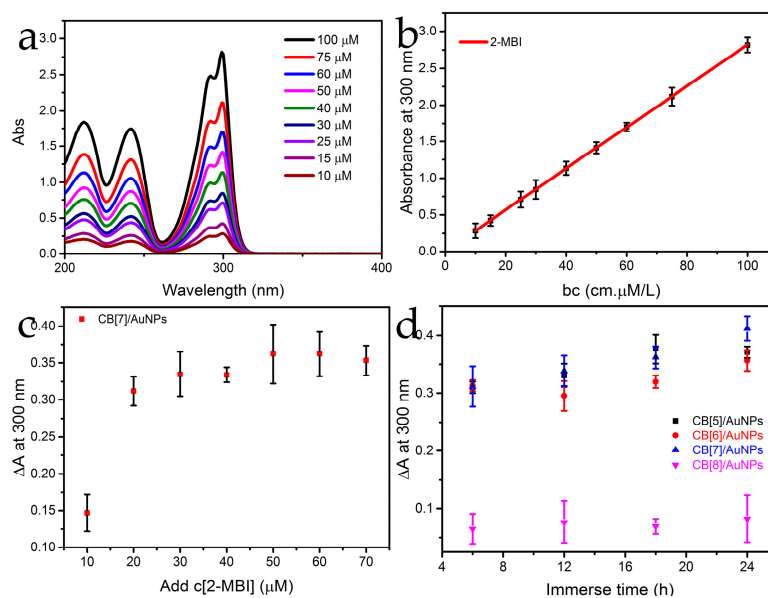 a
Abs
3.0
2.5
2.0
1.5
1.0
0.5
0.0
200
250
300
350
400
Wavelength (nm)
100 μM
75 μM
60 μM
50 μM
40 μM
30 μM
25 μM
15 μM
10 μM
b
Absorbance at 300 nm
3.0
2.5
2.0
1.5
1.0
0.5
0.0
0
20
40
60
80
100
bc (cm.μM/L)
2-MBI
c
ΔA at 300 nm
0.40
0.35
0.30
0.25
0.20
0.15
0.10
10
20
30
40
50
60
70
Add c[2-MBI] (μM)
CB[7]/AuNPs
d
ΔA at 300 nm
0.4
0.3
0.2
0.1
4
8
12
16
20
24
Immerse time (h)
CB[5]/AuNPs
CB[6]/AuNPs
CB[7]/AuNPs
CB[8]/AuNPs